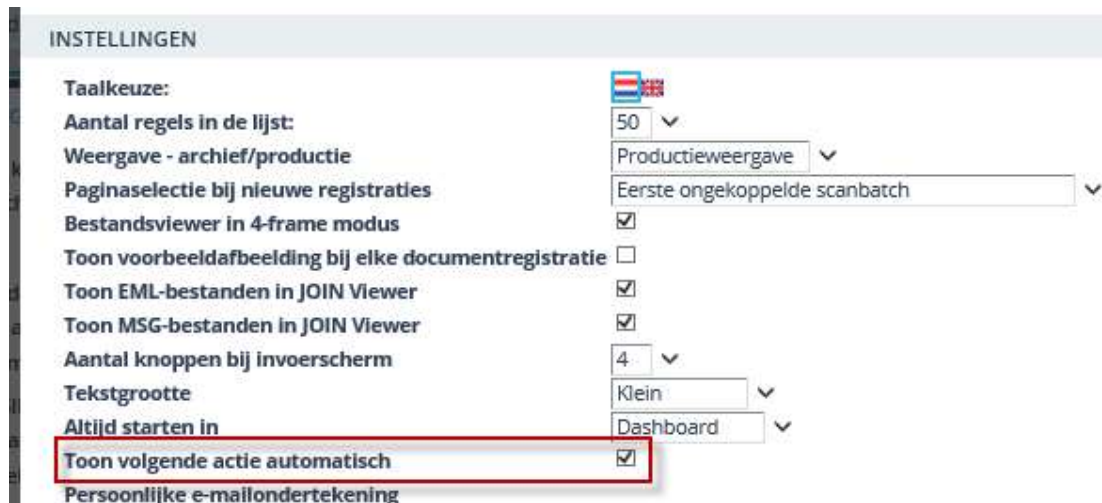 INSTELLINGEN
Taalkeuze:
Aantal regels in de lijst: 50
Weergave - archief/productie Productieweergave
Paginaselectie bij nieuwe registraties Eerste ongekoppelde scanbatch
Bestandsviewer in 4-frame modus
Toon voorbeeldafbeelding bij elke documentregistratie
Toon EML-bestanden in JOIN Viewer
Toon MSG-bestanden in JOIN Viewer
Aantal knoppen bij invoerscherm 4
Tekstgrootte Klein
Altijd starten in Dashboard
Toon volgende actie automatisch
Persoonlijke e-mailondertekening